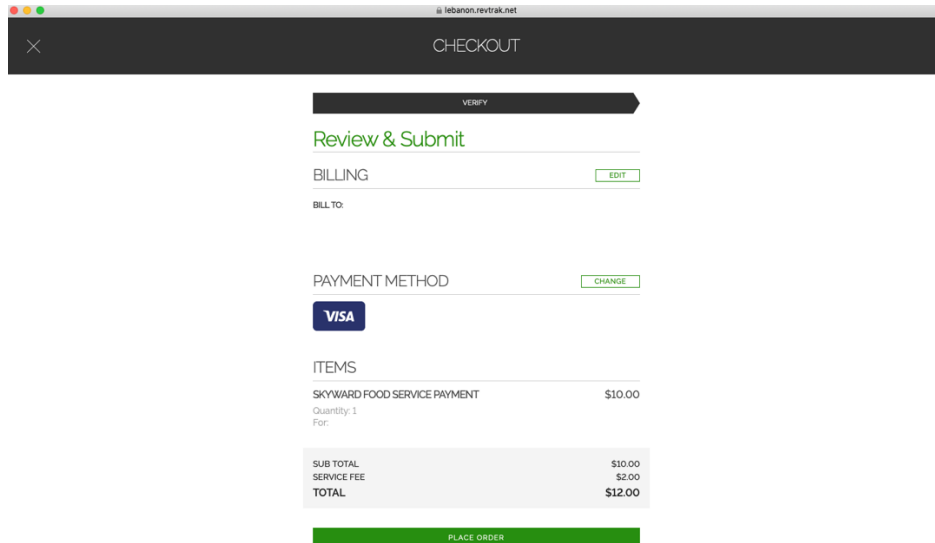 lebanon.revtrak.net
CHECKOUT
VERIFY
Review & Submit
BILLING
EDIT
BILL TO:
PAYMENT METHOD
CHANGE
VISA
ITEMS
SKYWARD FOOD SERVICE PAYMENT $10.00
Quantity: 1
For:
SUB TOTAL $10.00
SERVICE FEE $2.00
TOTAL $12.00
PLACE ORDER